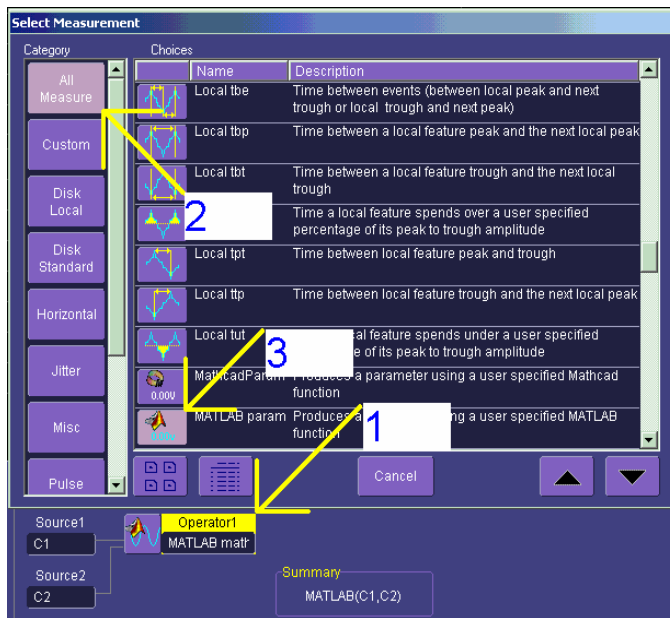 Select Measurement
Category
Choices
All
Measure
Custom
Disk
Local
Disk
Standard
Horizontal
Jitter
Misc
Pulse
Name
Description
Local tbe
Time between events (between local peak and next
trough or local trough and next peak)
Local tbp
Time between a local feature peak and the next local peak
Local tbt
Time between a local feature trough and the next local
trough
2
Time a local feature spends over a user specified
percentage of its peak to trough amplitude
Local tpt
Time between local feature peak and trough
Local ttp
Time between local feature trough and the next local peak
Local tut
cal feature spends under a user specified
e of its peak to trough amplitude
3
0.00V
MathcadParam
Produces a parameter using a user specified Mathcad
function
MATLAB param
Produces a
ng a user specified MATLAB
function
1
Cancel
Source1
C1
Operator1
MATLAB math
Source2
C2
Summary
MATLAB(C1,C2)